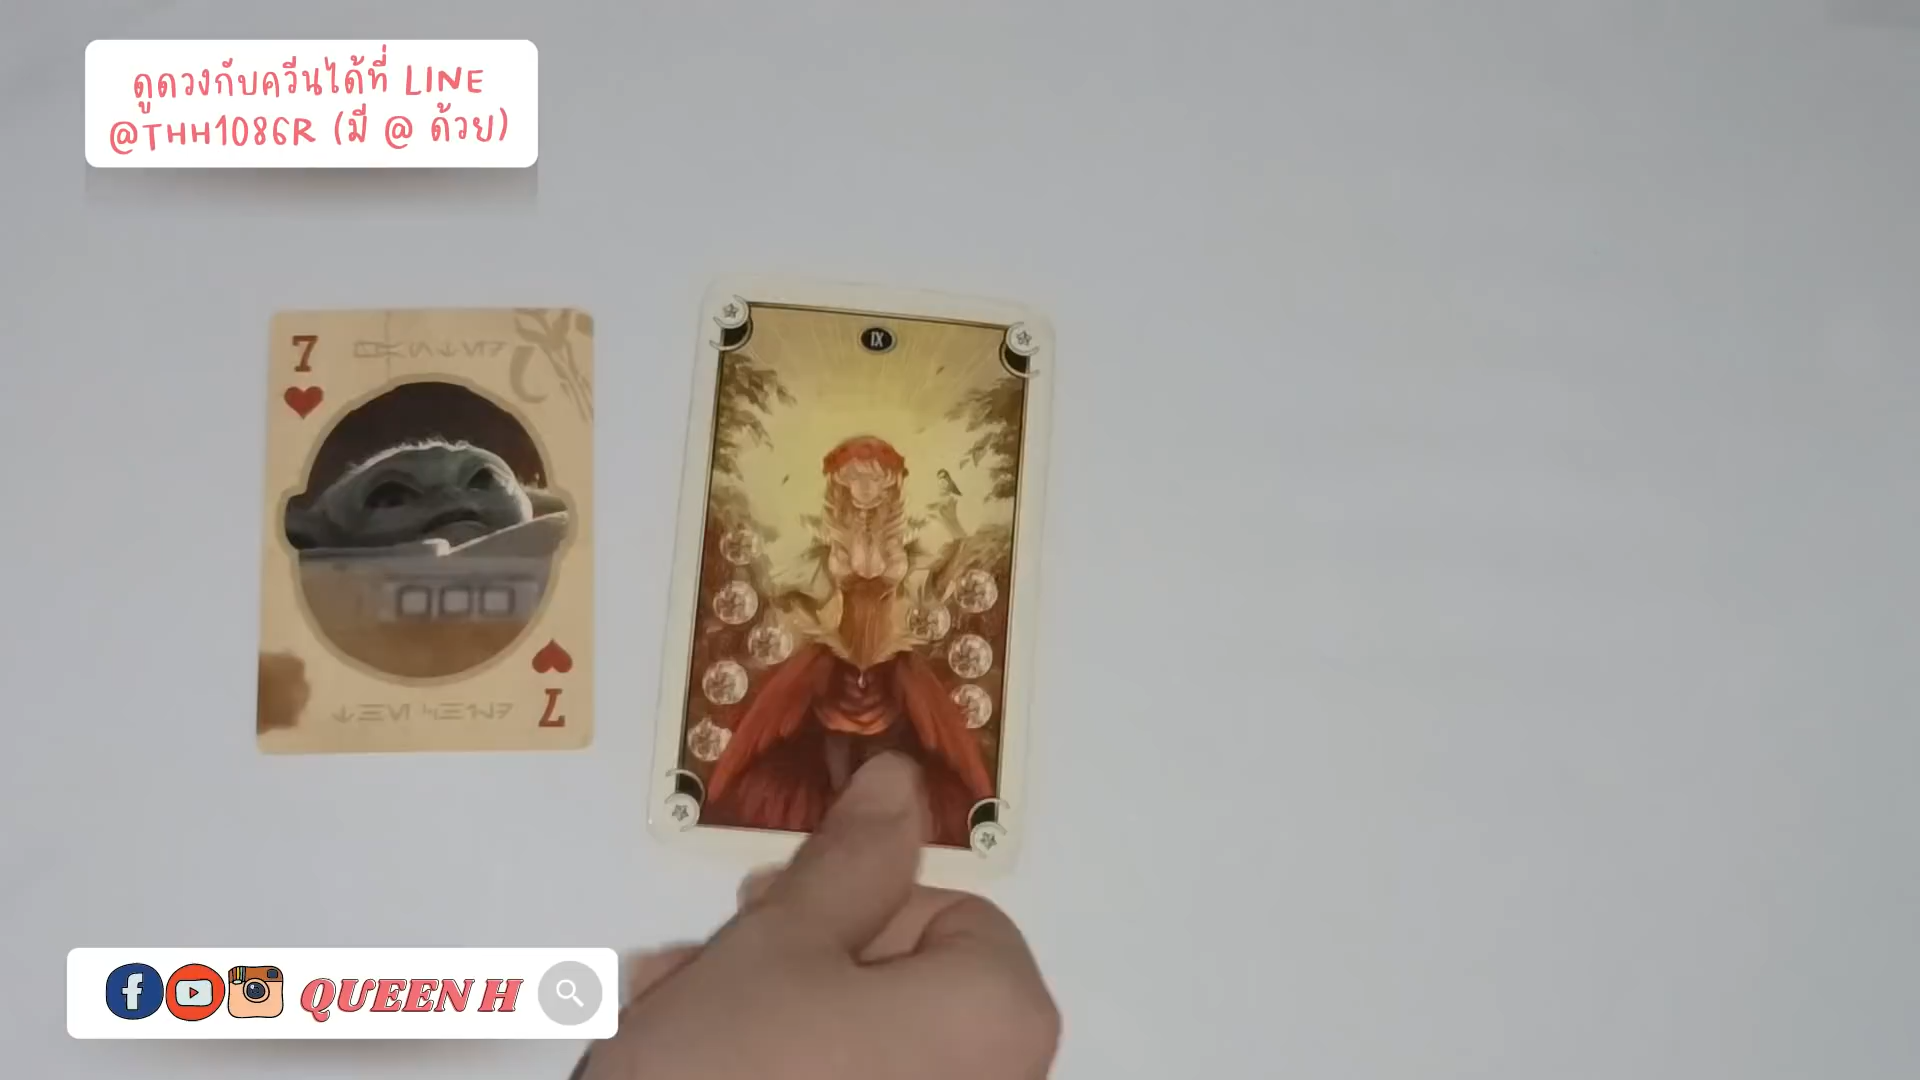 ดูดวงกับควีนได้ที่ LINE
@THH1086R (มี @ ด้วย)
7
IX
7
QUEEN H